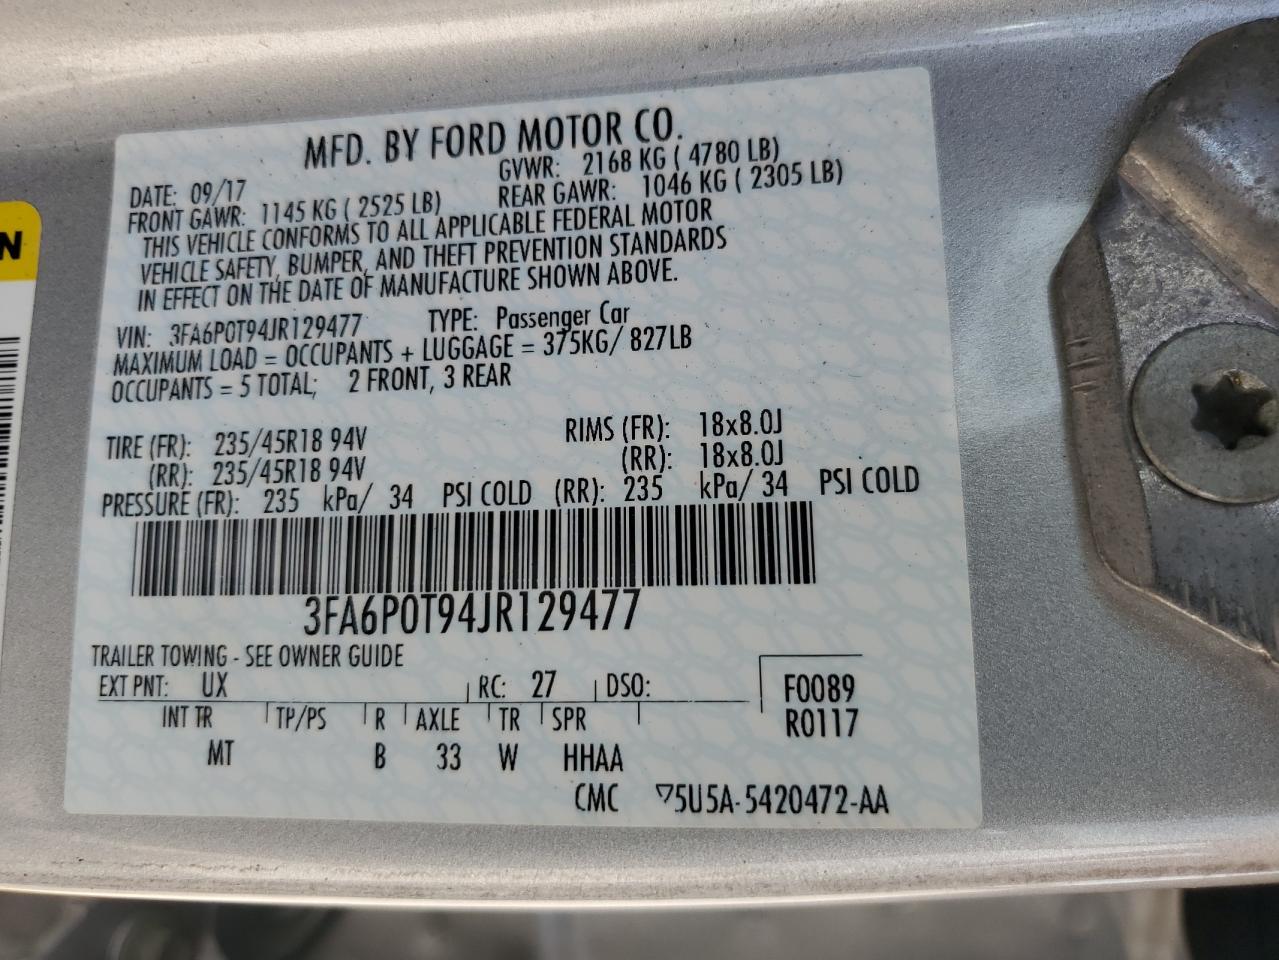 MFD. BY FORD MOTOR CO.
DATE: 09/17 GVWR: 2168 KG ( 4780 LB)
FRONT GAWR: 1145 KG ( 2525 LB) REAR GAWR: 1046 KG ( 2305 LB)
THIS VEHICLE CONFORMS TO ALL APPLICABLE FEDERAL MOTOR
VEHICLE SAFETY, BUMPER, AND THEFT PREVENTION STANDARDS
IN EFFECT ON THE DATE OF MANUFACTURE SHOWN ABOVE.
VIN: 3FA6P0T94JR129477 TYPE: Passenger Car
MAXIMUM LOAD = OCCUPANTS + LUGGAGE = 375KG/ 827LB
OCCUPANTS = 5 TOTAL; 2 FRONT, 3 REAR
TIRE (FR): 235/45R18 94V RIMS (FR): 18x8.0J
(RR): 235/45R18 94V (RR): 18x8.0J
PRESSURE (FR): 235 kPa/ 34 PSI COLD (RR): 235 kPa/ 34 PSI COLD
3FA6P0T94JR129477
TRAILER TOWING - SEE OWNER GUIDE
EXT PNT: UX RC: 27 DSO: F0089
INT TR TP/PS R AXLE TR SPR R0117
MT B 33 W HHAA
CMC ▽5U5A-5420472-AA
N